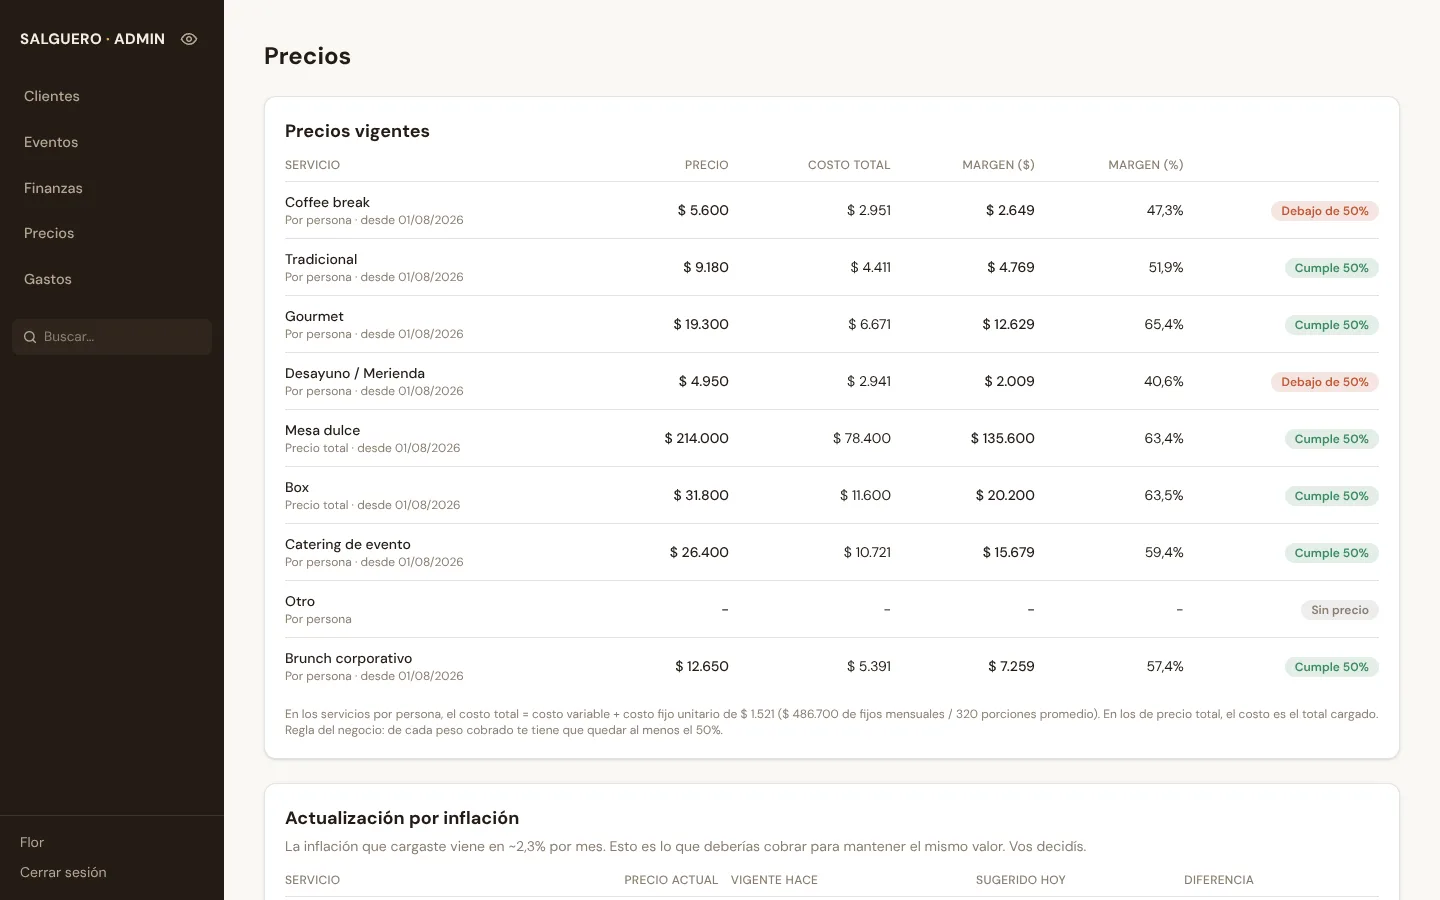 SALGUERO · ADMIN
Clientes
Eventos
Finanzas
Precios
Gastos
Buscar...
Flor
Cerrar sesión
Precios
Precios vigentes
SERVICIO PRECIO COSTO TOTAL MARGEN ($) MARGEN (%)
Coffee break
Por persona · desde 01/08/2026
$ 5.600 $ 2.951 $ 2.649 47,3% Debajo de 50%
Tradicional
Por persona · desde 01/08/2026
$ 9.180 $ 4.411 $ 4.769 51,9% Cumple 50%
Gourmet
Por persona · desde 01/08/2026
$ 19.300 $ 6.671 $ 12.629 65,4% Cumple 50%
Desayuno / Merienda
Por persona · desde 01/08/2026
$ 4.950 $ 2.941 $ 2.009 40,6% Debajo de 50%
Mesa dulce
Precio total · desde 01/08/2026
$ 214.000 $ 78.400 $ 135.600 63,4% Cumple 50%
Box
Precio total · desde 01/08/2026
$ 31.800 $ 11.600 $ 20.200 63,5% Cumple 50%
Catering de evento
Por persona · desde 01/08/2026
$ 26.400 $ 10.721 $ 15.679 59,4% Cumple 50%
Otro
Por persona
– – – – Sin precio
Brunch corporativo
Por persona · desde 01/08/2026
$ 12.650 $ 5.391 $ 7.259 57,4% Cumple 50%
En los servicios por persona, el costo total = costo variable + costo fijo unitario de $ 1.521 ($ 486.700 de fijos mensuales / 320 porciones promedio). En los de precio total, el costo es el total cargado.
Regla del negocio: de cada peso cobrado te tiene que quedar al menos el 50%.
Actualización por inflación
La inflación que cargaste viene en ~2,3% por mes. Esto es lo que deberías cobrar para mantener el mismo valor. Vos decidís.
SERVICIO PRECIO ACTUAL VIGENTE HACE SUGERIDO HOY DIFERENCIA